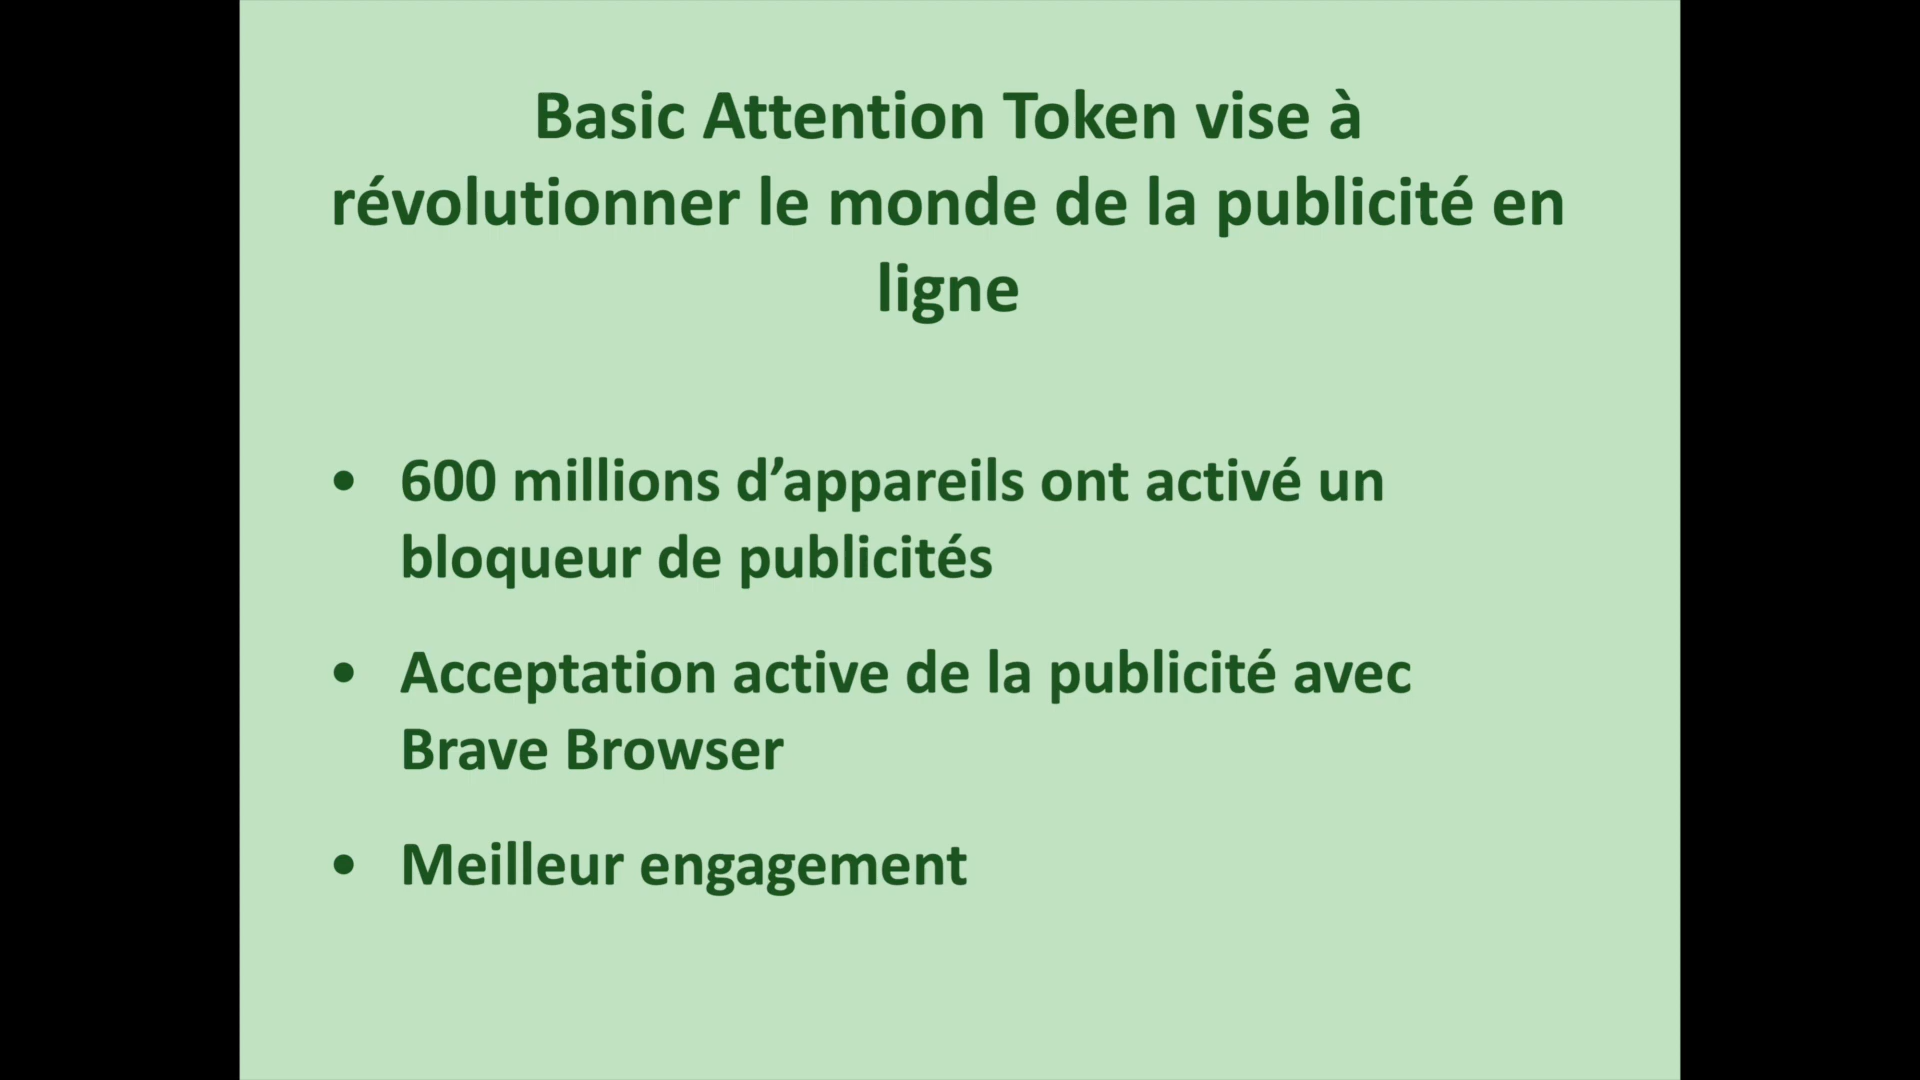 Basic Attention Token vise à
révolutionner le monde de la publicité en
ligne
• 600 millions d’appareils ont activé un
bloqueur de publicités
• Acceptation active de la publicité avec
Brave Browser
• Meilleur engagement